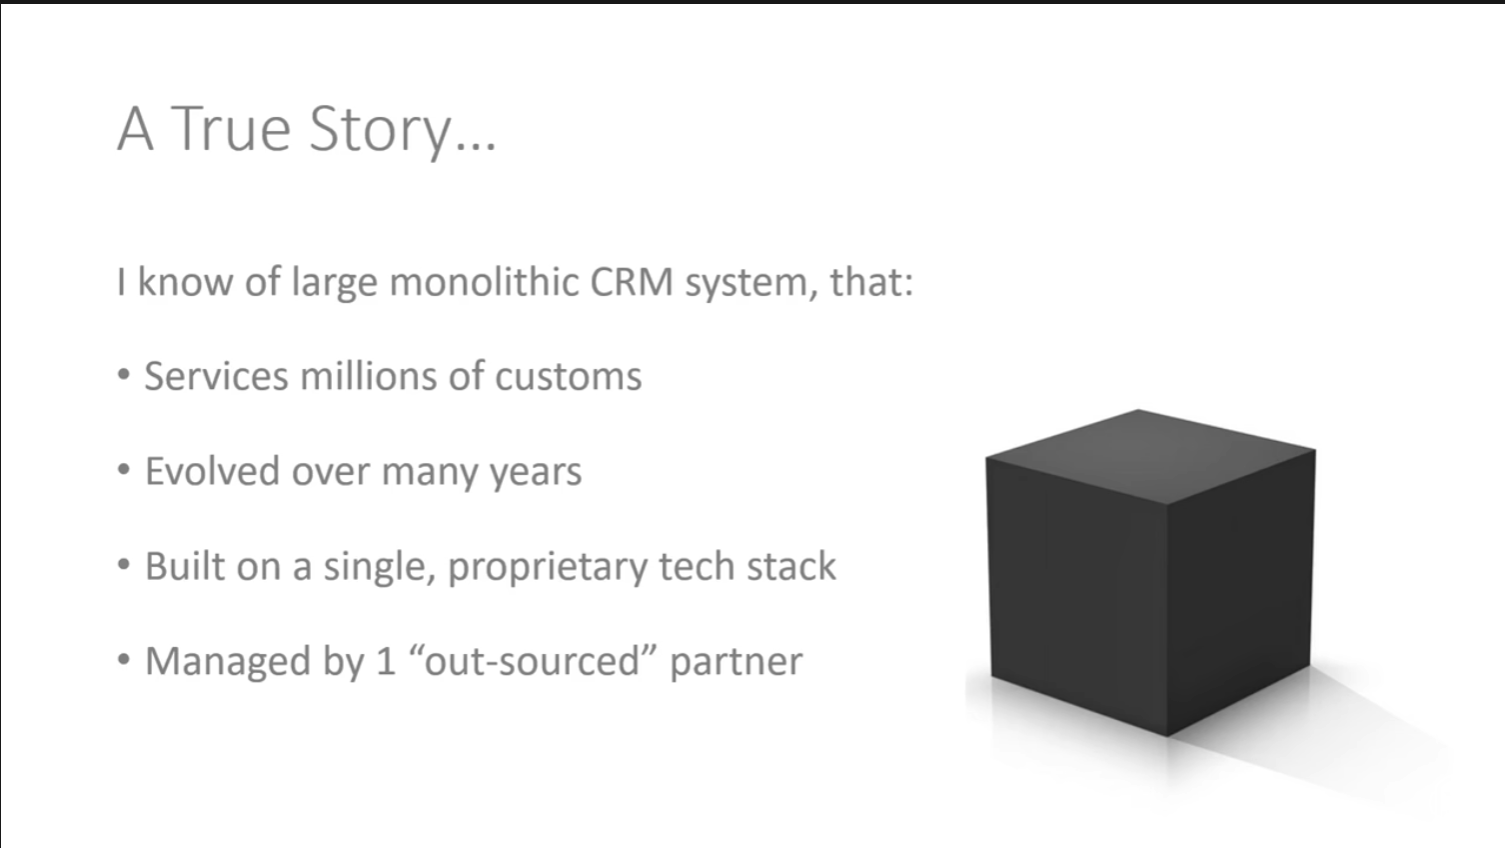 A True Story...
I know of large monolithic CRM system, that:
• Services millions of customs
• Evolved over many years
• Built on a single, proprietary tech stack
• Managed by 1 “out-sourced” partner